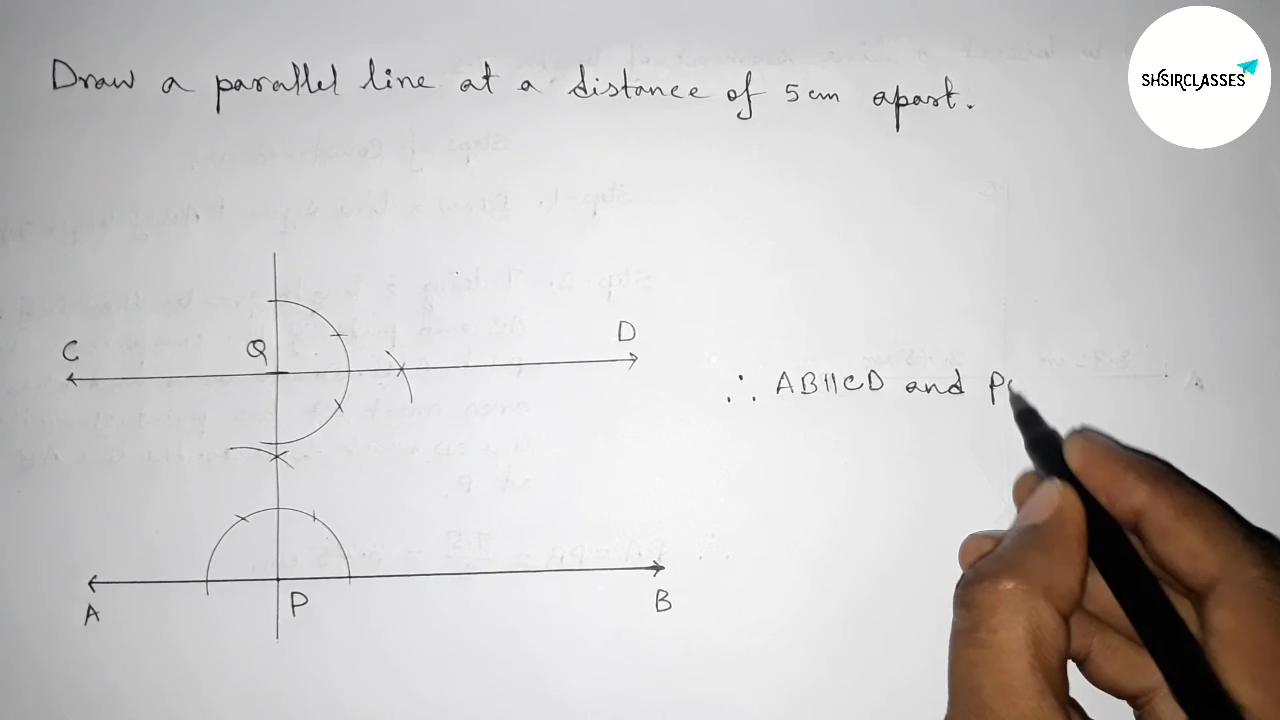 Draw a parallel line at a distance of 5 cm apart.
SHSIRCLASSES
C Q D
∴ AB||CD and P
A P B